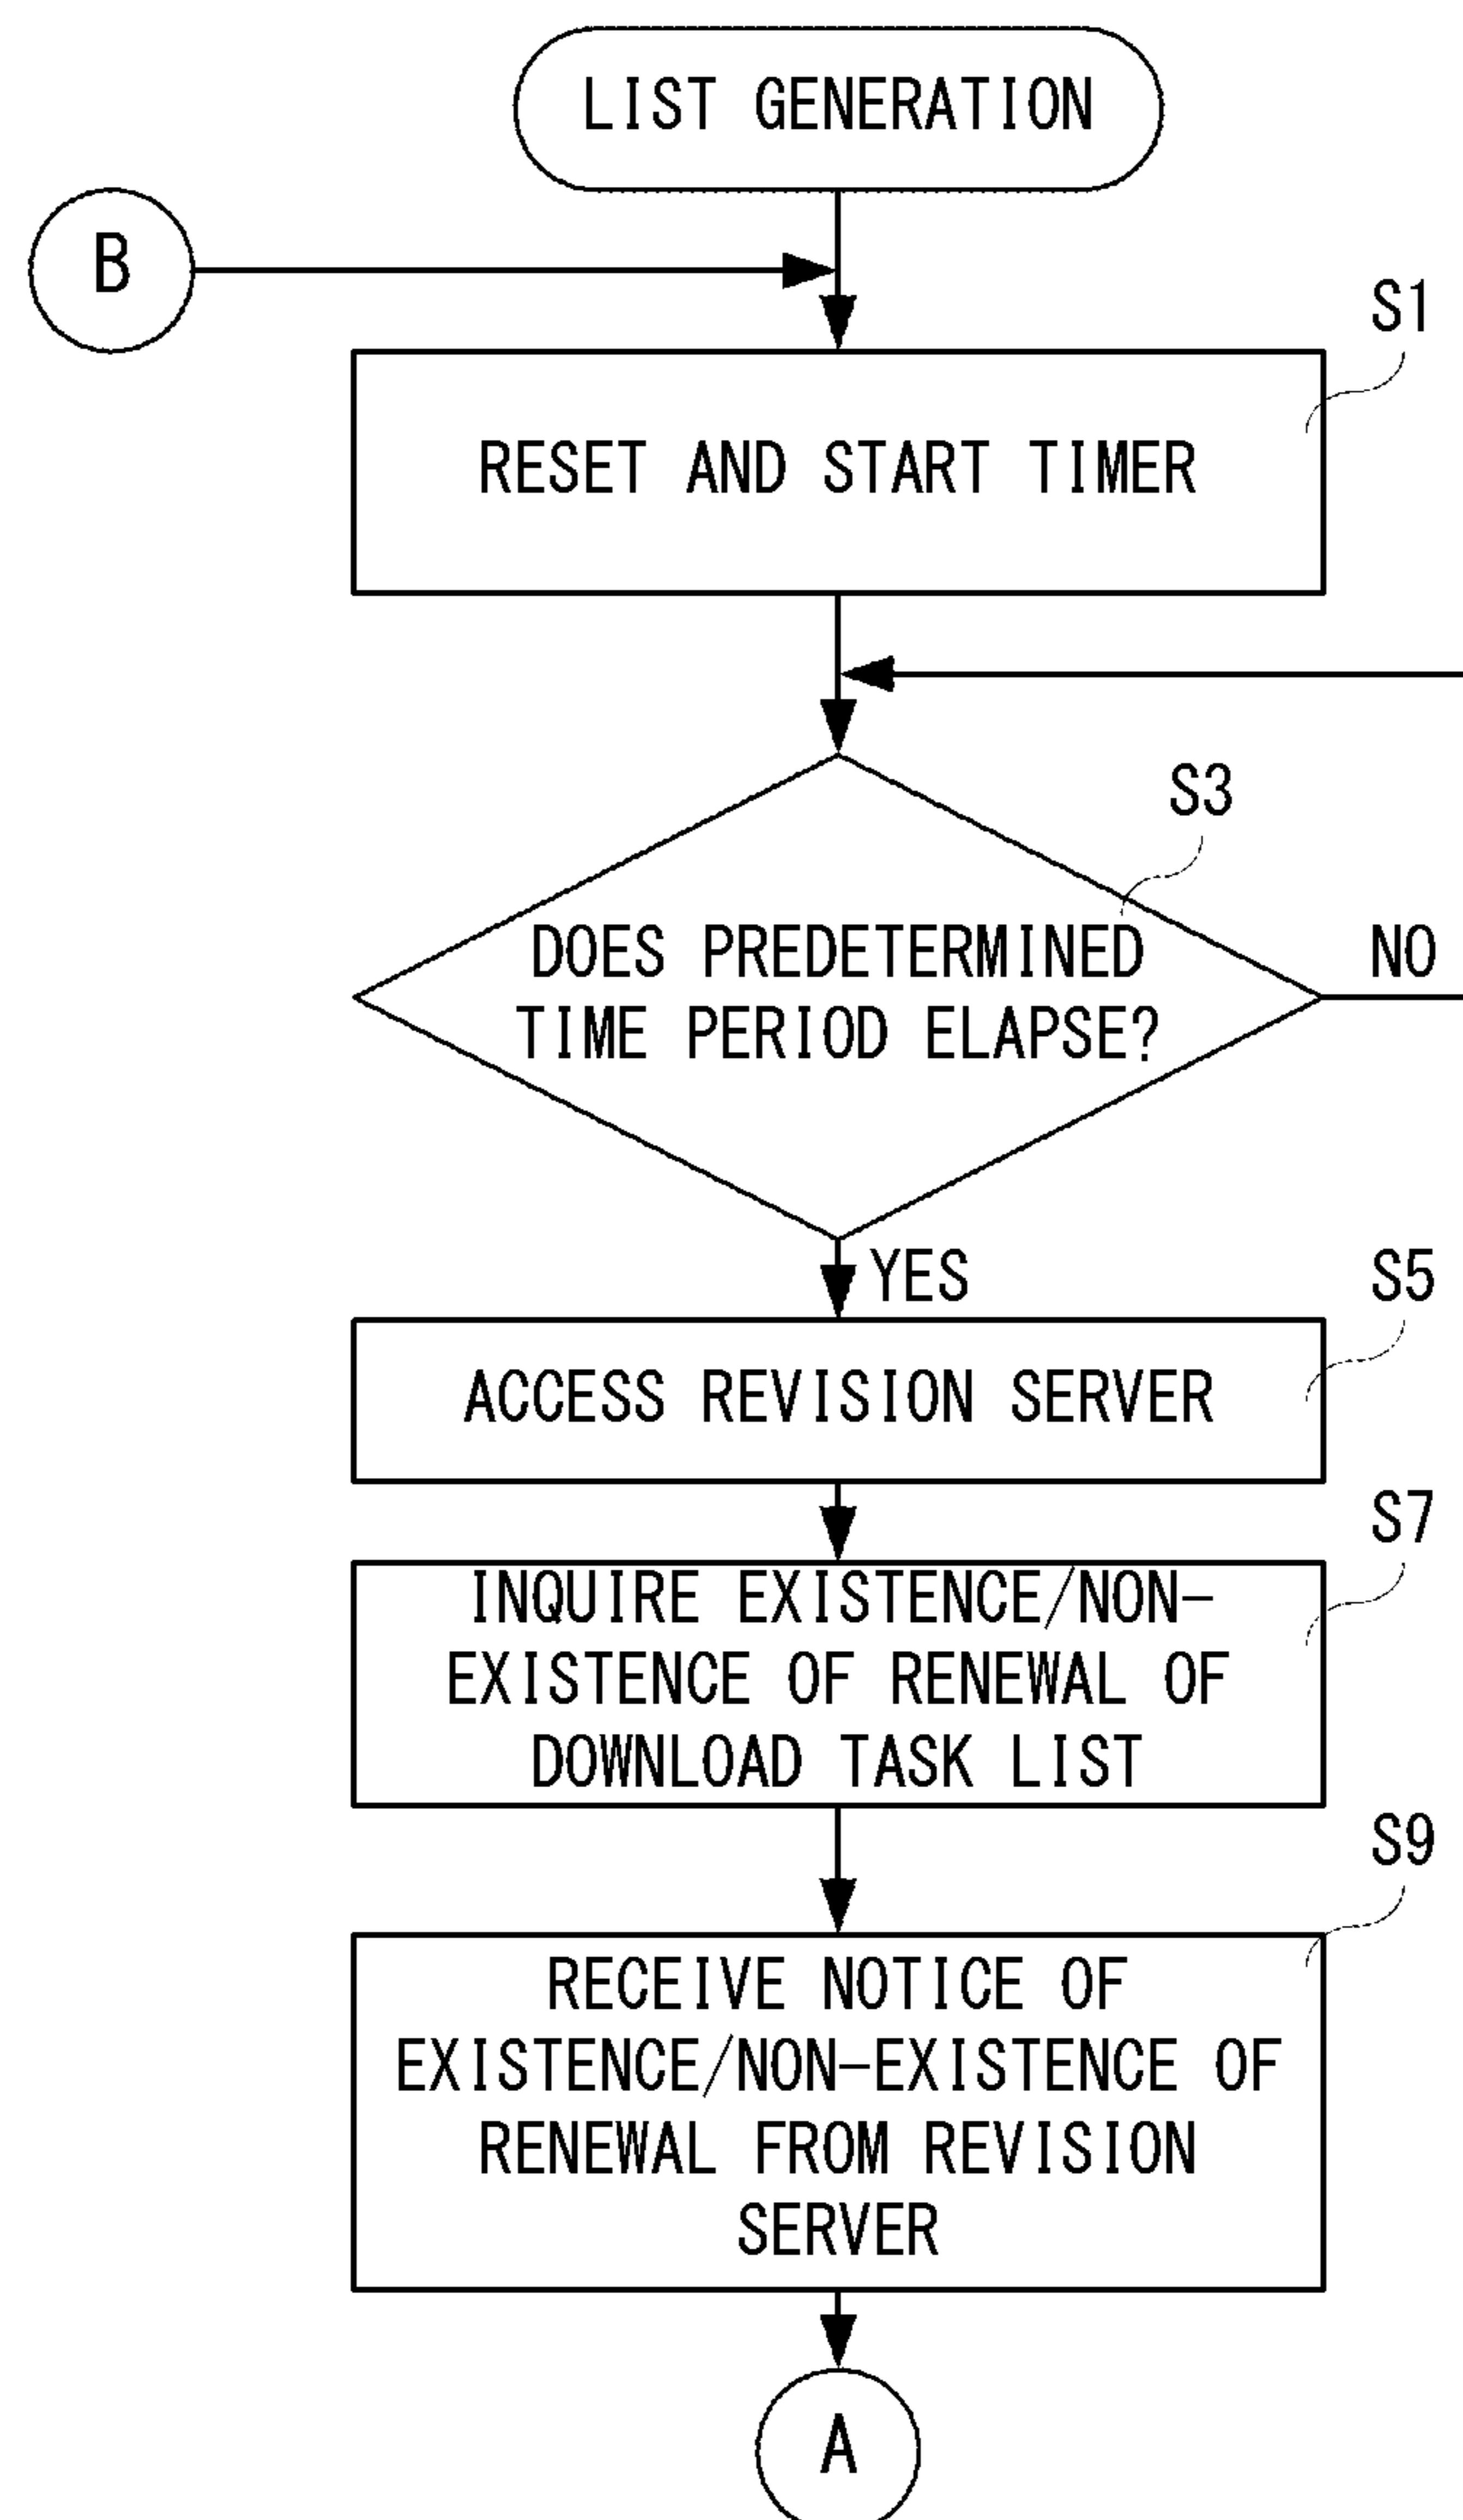 LIST GENERATION
B
S1
RESET AND START TIMER
S3
DOES PREDETERMINED
TIME PERIOD ELAPSE?
NO
YES
S5
ACCESS REVISION SERVER
S7
INQUIRE EXISTENCE/NON-
EXISTENCE OF RENEWAL OF
DOWNLOAD TASK LIST
S9
RECEIVE NOTICE OF
EXISTENCE/NON-EXISTENCE OF
RENEWAL FROM REVISION
SERVER
A